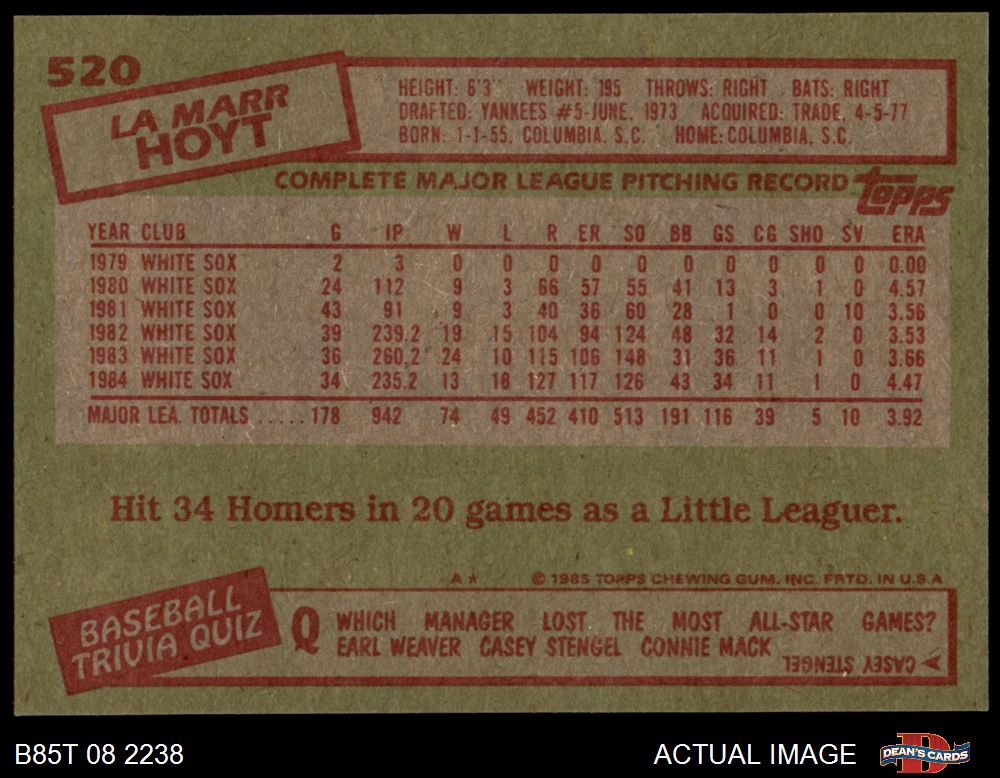 520
LA MARR
HOYT
HEIGHT: 6'3" WEIGHT: 195 THROWS: RIGHT BATS: RIGHT
DRAFTED: YANKEES #5-JUNE, 1973 ACQUIRED: TRADE, 4-5-77
BORN: 1-1-55, COLUMBIA, S.C. HOME: COLUMBIA, S.C.
COMPLETE MAJOR LEAGUE PITCHING RECORD topps
YEAR CLUB G IP W L R ER SO BB GS CG SHO SV ERA
1979 WHITE SOX 2 3 0 0 0 0 0 0 0 0 0 0 0.00
1980 WHITE SOX 24 112 9 3 66 57 55 41 13 3 1 0 4.57
1981 WHITE SOX 43 91 9 3 40 36 60 28 1 0 0 10 3.56
1982 WHITE SOX 39 239.2 19 15 104 94 124 48 32 14 2 0 3.53
1983 WHITE SOX 36 260.2 24 10 115 106 148 31 36 11 1 0 3.66
1984 WHITE SOX 34 235.2 13 18 127 117 126 43 34 11 1 0 4.47
MAJOR LEA. TOTALS ..... 178 942 74 49 452 410 513 191 116 39 5 10 3.92
Hit 34 Homers in 20 games as a Little Leaguer.
A* © 1985 TOPPS CHEWING GUM, INC. PRTD. IN U.S.A
BASEBALL
TRIVIA QUIZ
Q WHICH MANAGER LOST THE MOST ALL-STAR GAMES?
EARL WEAVER CASEY STENGEL CONNIE MACK
A CASEY STENGEL
B85T 08 2238
ACTUAL IMAGE
D
DEAN'S CARDS